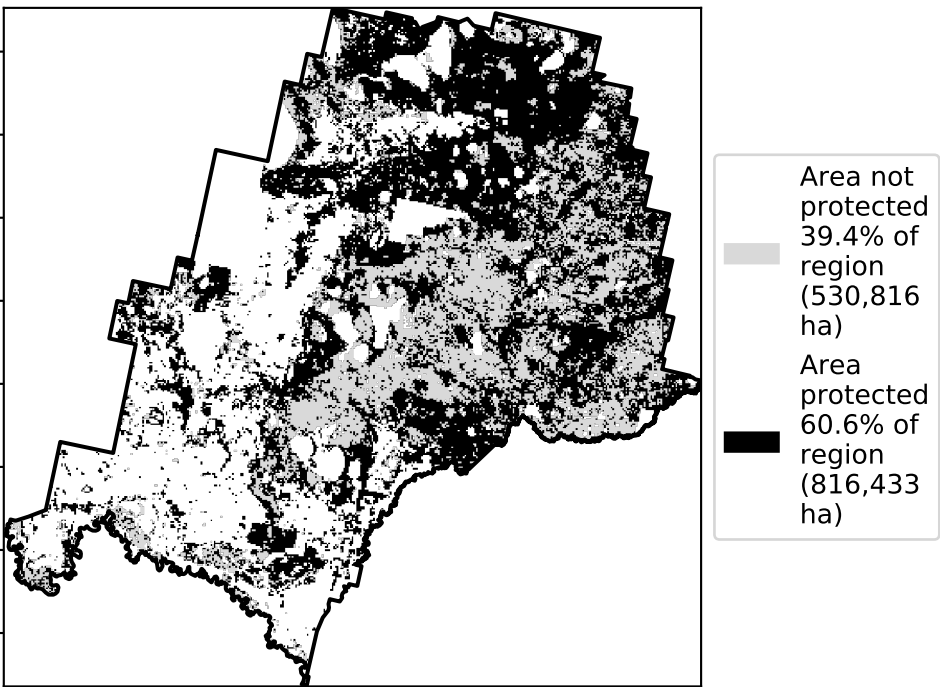 Area not
protected
39.4% of
region
(530,816
ha)
Area
protected
60.6% of
region
(816,433
ha)